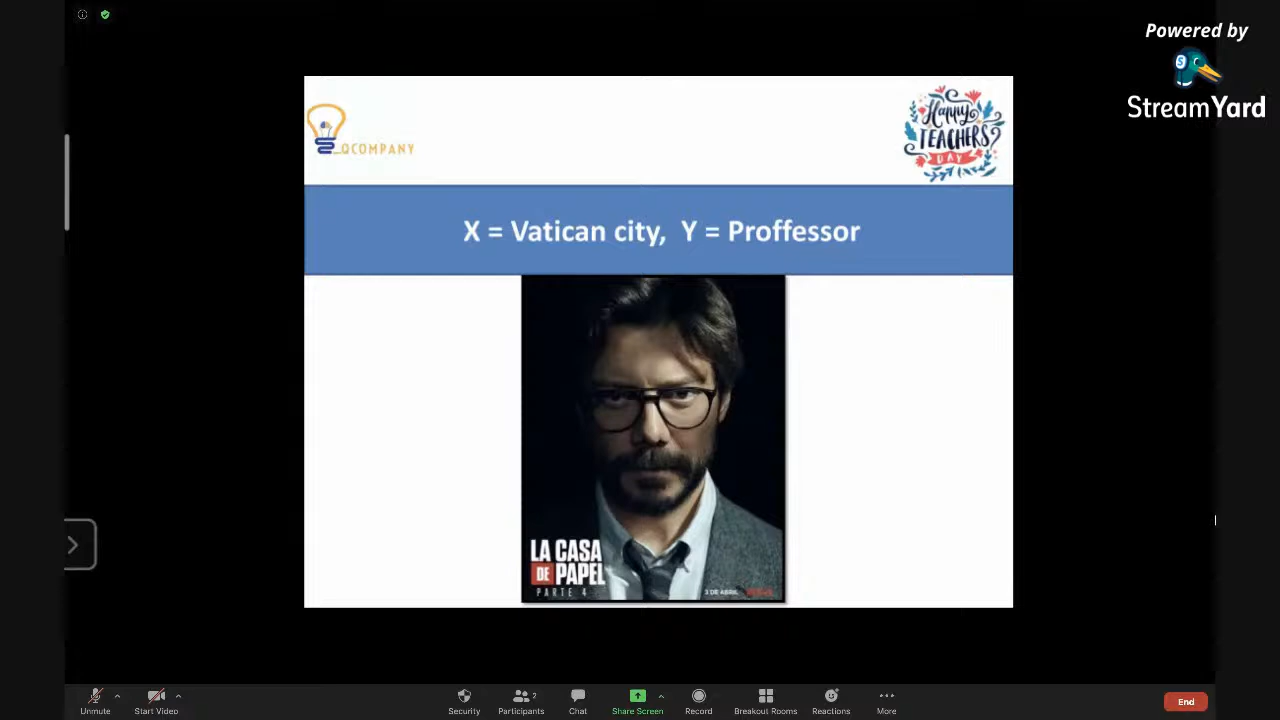 Powered by
StreamYard
QCOMPANY
Happy
TEACHERS
DAY
X = Vatican city,  Y = Proffessor
LA CASA
DE PAPEL
PARTE 4
3 DE ABRIL
Unmute
Start Video
Security
Participants
2
Chat
Share Screen
Record
Breakout Rooms
Reactions
More
End